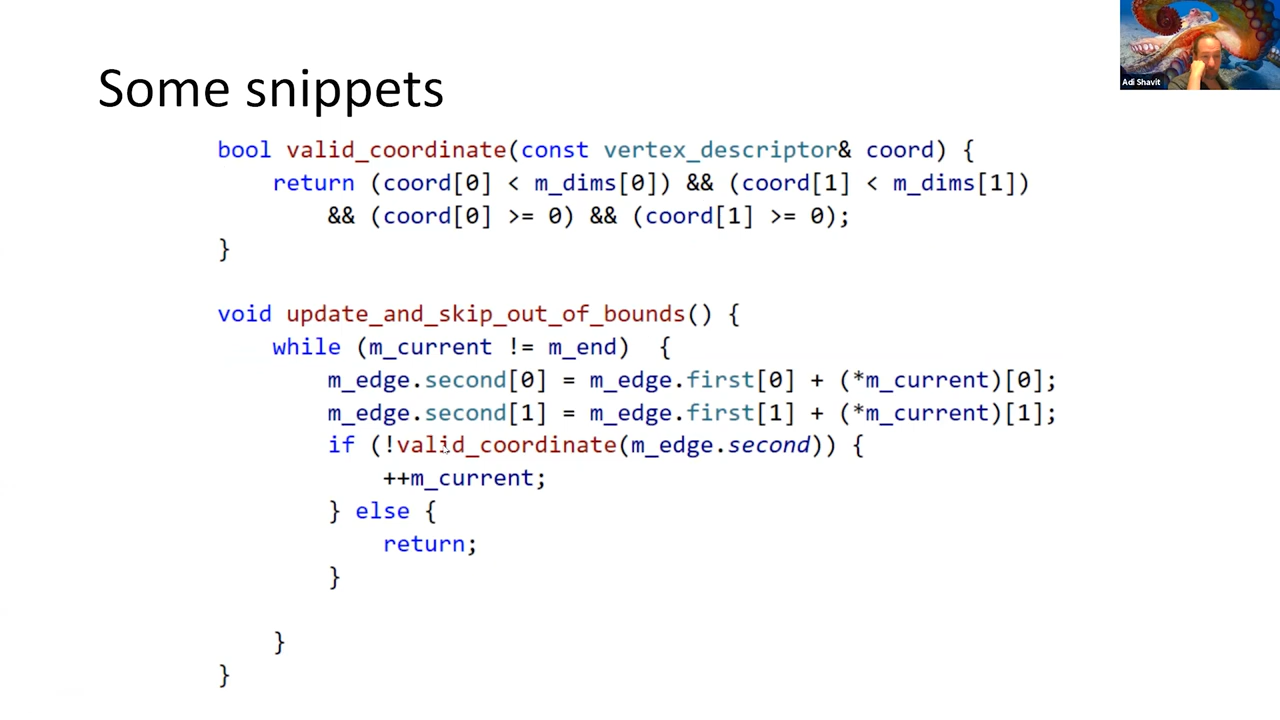 Adi Shavit
Some snippets
bool valid_coordinate(const vertex_descriptor& coord) {
    return (coord[0] < m_dims[0]) && (coord[1] < m_dims[1])
        && (coord[0] >= 0) && (coord[1] >= 0);
}
void update_and_skip_out_of_bounds() {
    while (m_current != m_end)  {
        m_edge.second[0] = m_edge.first[0] + (*m_current)[0];
        m_edge.second[1] = m_edge.first[1] + (*m_current)[1];
        if (!valid_coordinate(m_edge.second)) {
            ++m_current;
        } else {
            return;
        }
    }
}